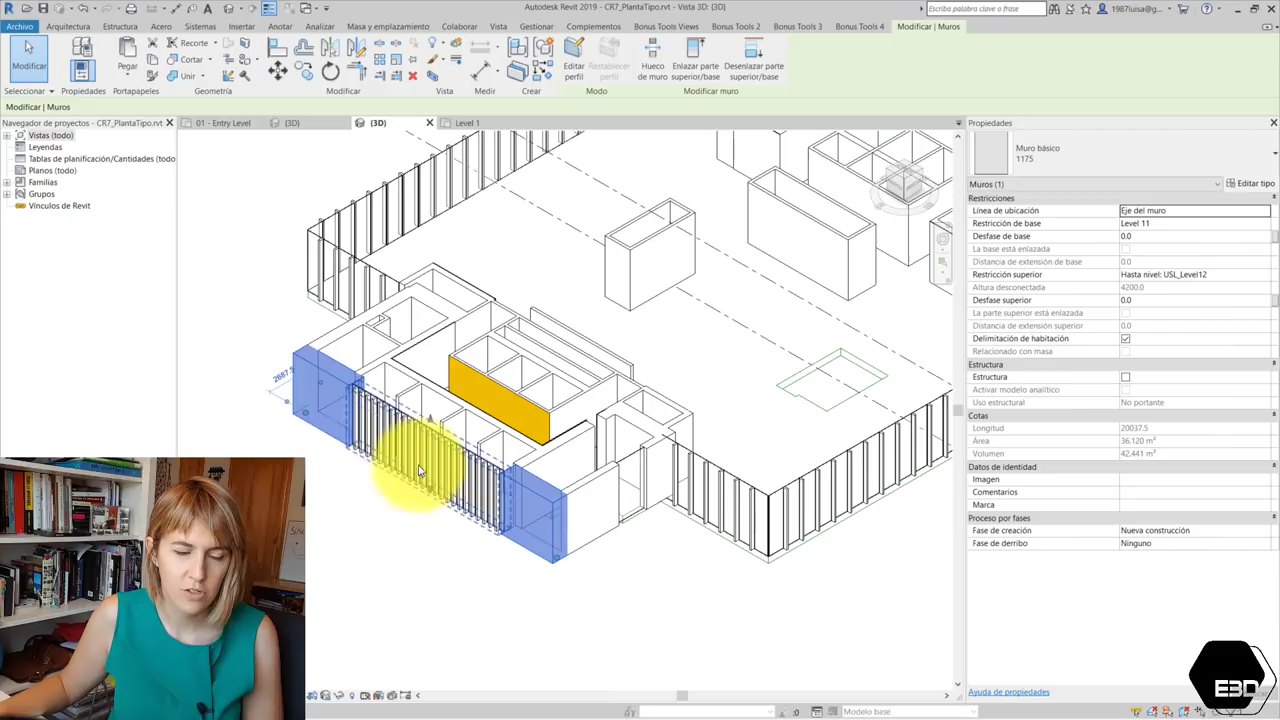 Autodesk Revit 2019 - CR7_PlantaTipo.rvt - Vista 3D: {3D}
Escriba palabra clave o frase
1987luisa@g...
Archivo Arquitectura Estructura Acero Sistemas Insertar Anotar Analizar Masa y emplazamiento Colaborar Vista Gestionar Complementos Bonus Tools Views Bonus Tools 2 Bonus Tools 3 Bonus Tools 4 Modificar | Muros
Modificar
Pegar
Recorte
Cortar
Unir
Editar perfil
Restablecer perfil
Hueco de muro
Enlazar parte superior/base
Desenlazar parte superior/base
Seleccionar Propiedades Portapapeles Geometría Modificar Vista Medir Crear Modo Modificar muro
Modificar | Muros
Navegador de proyectos - CR7_PlantaTipo.rvt
01 - Entry Level
{3D}
{3D}
Level 1
Propiedades
Vistas (todo)
Leyendas
Tablas de planificación/Cantidades (todo
Planos (todo)
Familias
Grupos
Vínculos de Revit
Muro básico
1175
Muros (1)
Editar tipo
Restricciones
Línea de ubicación Eje del muro
Restricción de base Level 11
Desfase de base 0.0
La base está enlazada
Distancia de extensión de base 0.0
Restricción superior Hasta nivel: USL_Level12
Altura desconectada 4200.0
Desfase superior 0.0
La parte superior está enlazada
Distancia de extensión superior 0.0
Delimitación de habitación
Relacionado con masa
Estructura
Estructura
Activar modelo analítico
Uso estructural No portante
Cotas
Longitud 20037.5
Área 36.120 m²
Volumen 42.441 m³
Datos de identidad
Imagen
Comentarios
Marca
Proceso por fases
Fase de creación Nueva construcción
Fase de derribo Ninguno
Ayuda de propiedades
E3D
:0
Modelo base